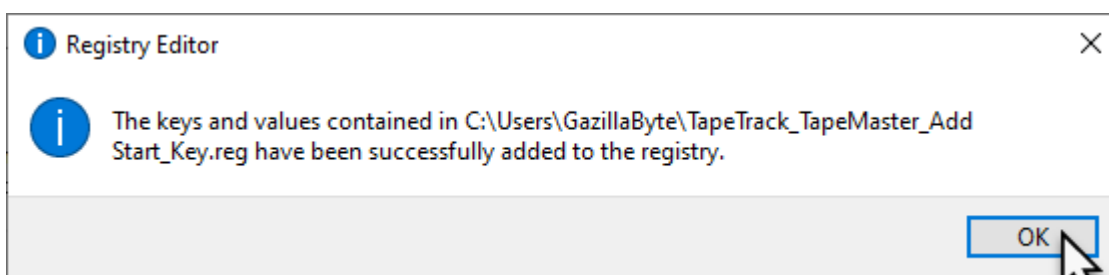 Registry Editor
The keys and values contained in C:\Users\GazillaByte\TapeTrack_TapeMaster_Add
Start_Key.reg have been successfully added to the registry.
OK